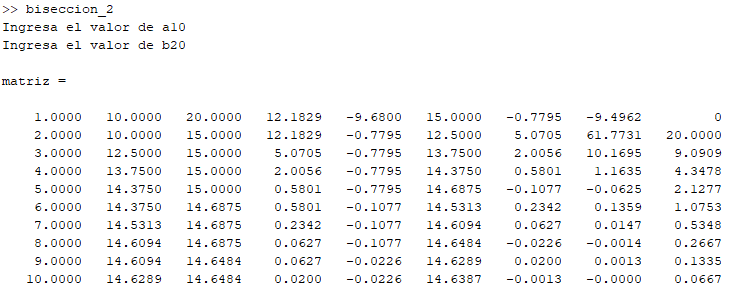 >> biseccion_2
Ingresa el valor de a10
Ingresa el valor de b20
matriz =
1.0000 10.0000 20.0000 12.1829 -9.6800 15.0000 -0.7795 -9.4962 0
2.0000 10.0000 15.0000 12.1829 -0.7795 12.5000 5.0705 61.7731 20.0000
3.0000 12.5000 15.0000 5.0705 -0.7795 13.7500 2.0056 10.1695 9.0909
4.0000 13.7500 15.0000 2.0056 -0.7795 14.3750 0.5801 1.1635 4.3478
5.0000 14.3750 15.0000 0.5801 -0.7795 14.6875 -0.1077 -0.0625 2.1277
6.0000 14.3750 14.6875 0.5801 -0.1077 14.5313 0.2342 0.1359 1.0753
7.0000 14.5313 14.6875 0.2342 -0.1077 14.6094 0.0627 0.0147 0.5348
8.0000 14.6094 14.6875 0.0627 -0.1077 14.6484 -0.0226 -0.0014 0.2667
9.0000 14.6094 14.6484 0.0627 -0.0226 14.6289 0.0200 0.0013 0.1335
10.0000 14.6289 14.6484 0.0200 -0.0226 14.6387 -0.0013 -0.0000 0.0667